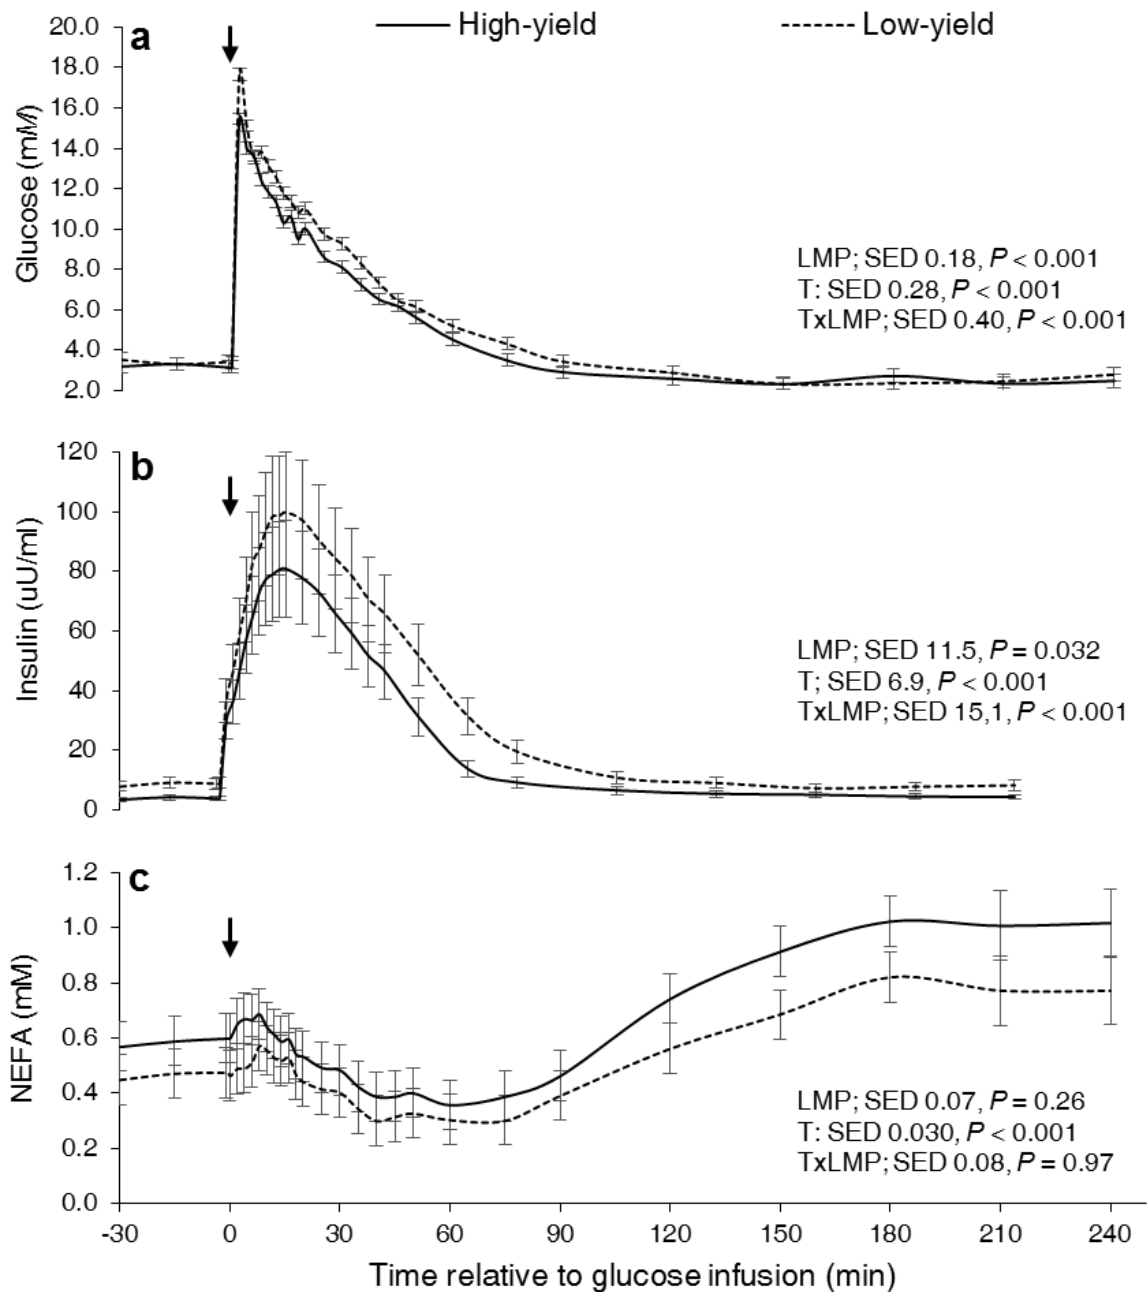 High-yield
Low-yield
a
20.0
18.0
16.0
14.0
12.0
10.0
8.0
6.0
4.0
2.0
Glucose (mM)
LMP; SED 0.18, P < 0.001
T: SED 0.28, P < 0.001
TxLMP; SED 0.40, P < 0.001
b
120
100
80
60
40
20
0
Insulin (uU/ml)
LMP; SED 11.5, P = 0.032
T; SED 6.9, P < 0.001
TxLMP; SED 15,1, P < 0.001
c
1.2
1.0
0.8
0.6
0.4
0.2
0.0
NEFA (mM)
LMP; SED 0.07, P = 0.26
T: SED 0.030, P < 0.001
TxLMP; SED 0.08, P = 0.97
-30 0 30 60 90 120 150 180 210 240
Time relative to glucose infusion (min)